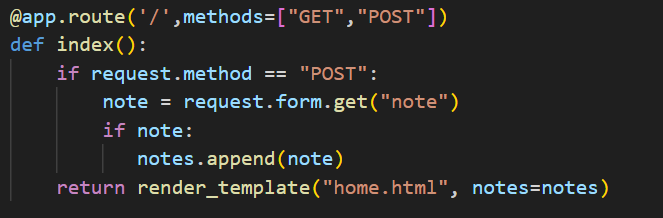 @app.route('/',methods=["GET","POST"])
def index():
    if request.method == "POST":
        note = request.form.get("note")
        if note:
            notes.append(note)
    return render_template("home.html", notes=notes)